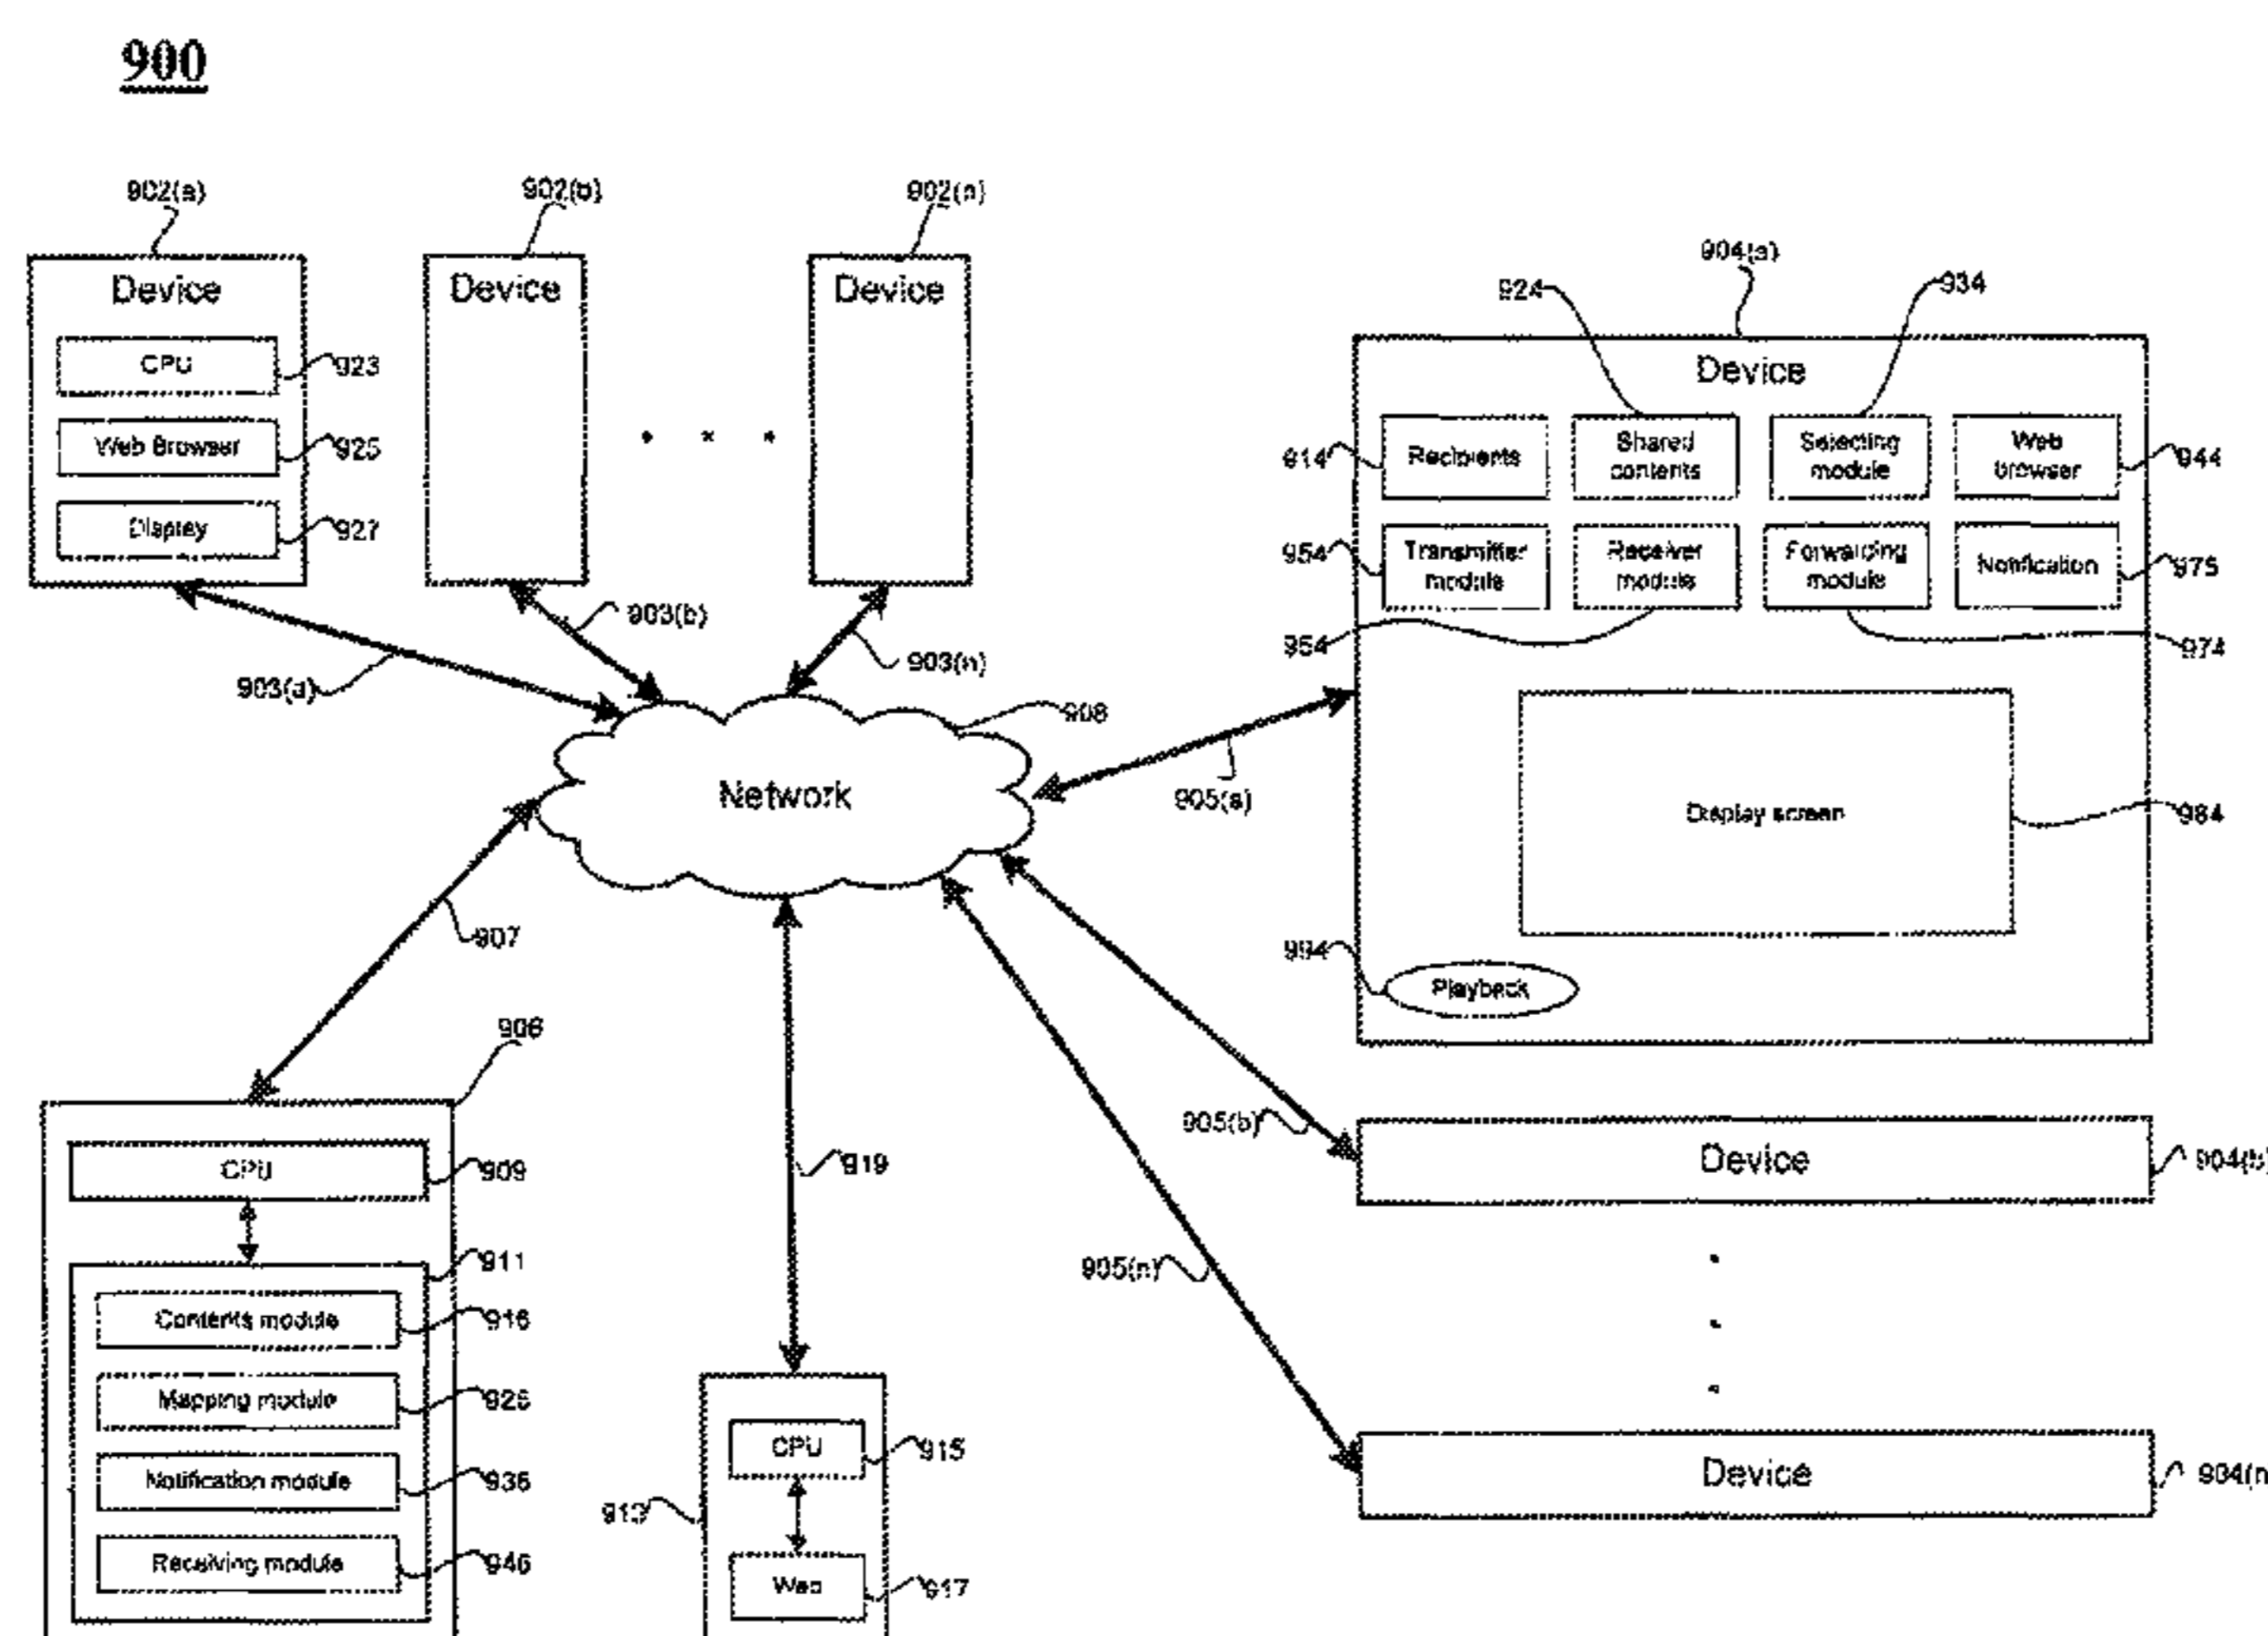 900
902(a)
902(b)
902(n)
Device
CPU
923
Web Browser
925
Display
927
Device
Device
903(a)
903(b)
903(n)
908
Network
904(a)
924
934
Device
914
Recipients
Shared
contents
Selecting
module
Web
browser
944
954
Transmitter
module
Receiver
module
Forwarding
module
Notification
975
974
905(a)
Display screen
984
994
Playback
907
906
CPU
909
911
Contents module
916
Mapping module
926
Notification module
936
Receiving module
946
919
913
CPU
915
Web
917
905(b)
Device
904(b)
905(n)
Device
904(n